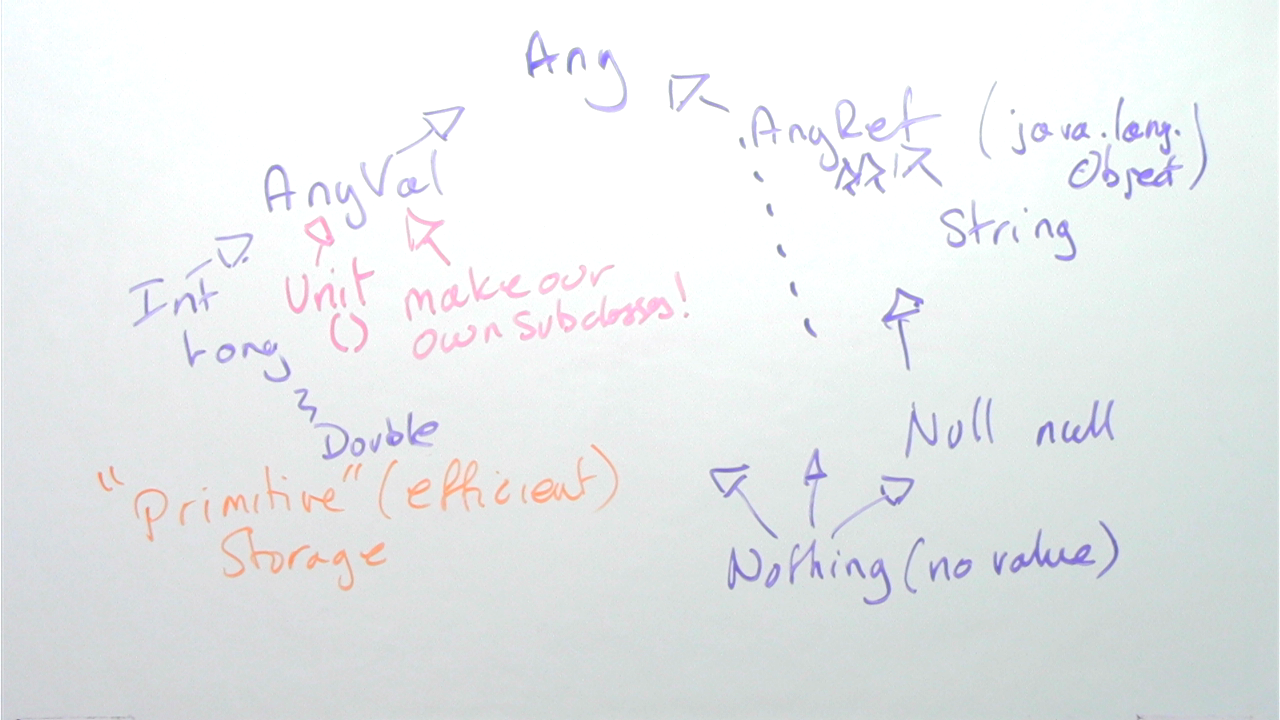 Any
AnyRef (java.lang.
Object)
AnyVal
String
Int
Unit
()
make our
own subclasses!
Long
Double
Null null
"Primitive" (efficient)
Storage
Nothing (no value)